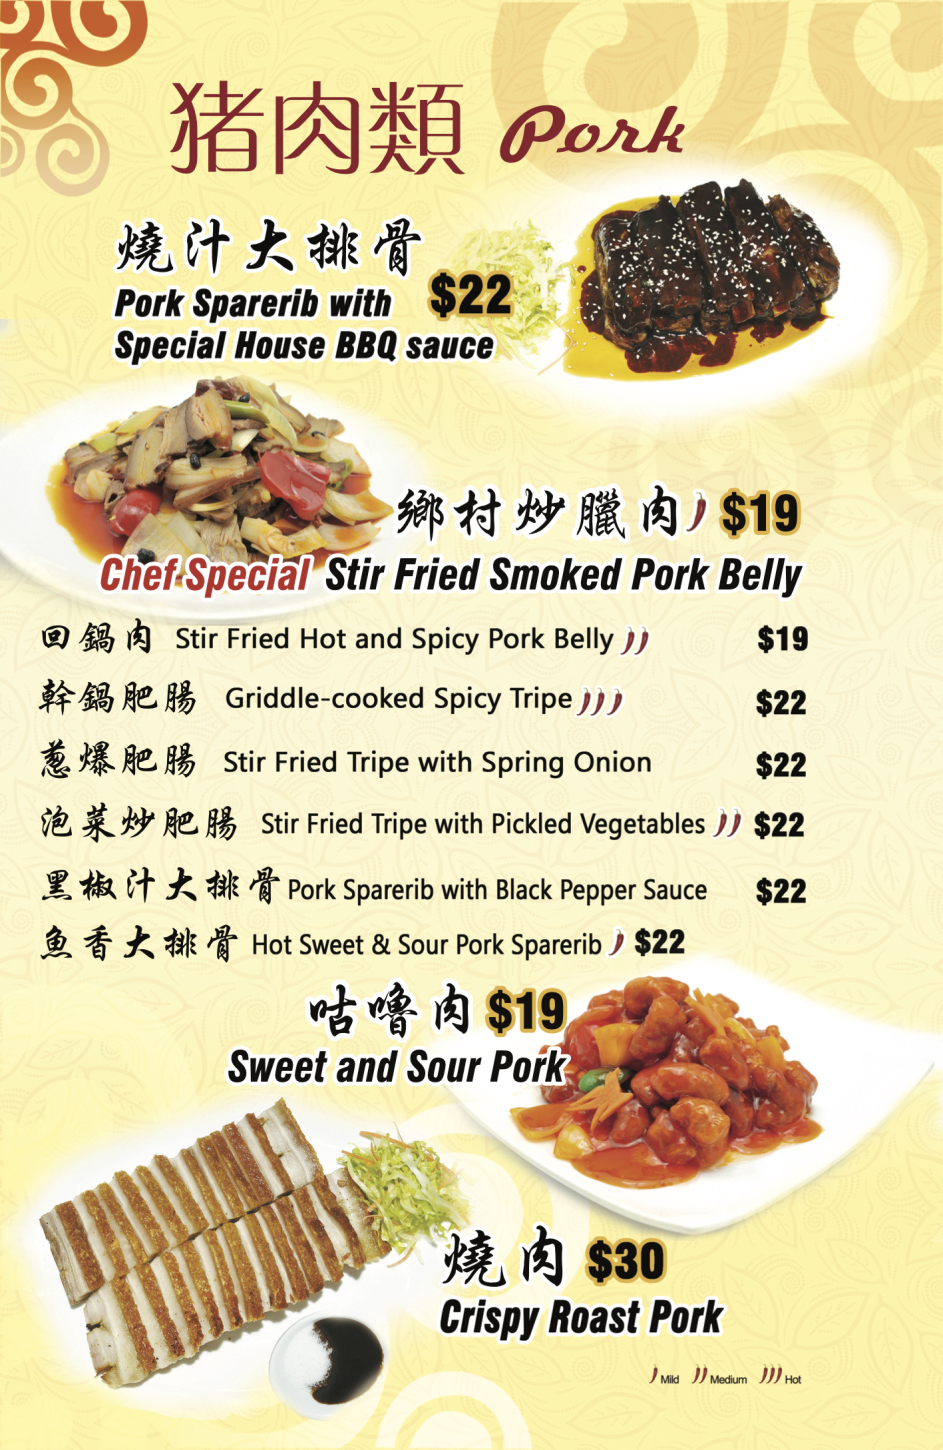 猪肉類 Pork
燒汁大排骨
Pork Sparerib with $22
Special House BBQ sauce
鄉村炒臘肉 $19
Chef Special Stir Fried Smoked Pork Belly
回鍋肉 Stir Fried Hot and Spicy Pork Belly $19
幹鍋肥腸 Griddle-cooked Spicy Tripe $22
葱爆肥腸 Stir Fried Tripe with Spring Onion $22
泡菜炒肥腸 Stir Fried Tripe with Pickled Vegetables $22
黑椒汁大排骨 Pork Sparerib with Black Pepper Sauce $22
魚香大排骨 Hot Sweet & Sour Pork Sparerib $22
咕嚕肉 $19
Sweet and Sour Pork
燒肉 $30
Crispy Roast Pork
Mild Medium Hot